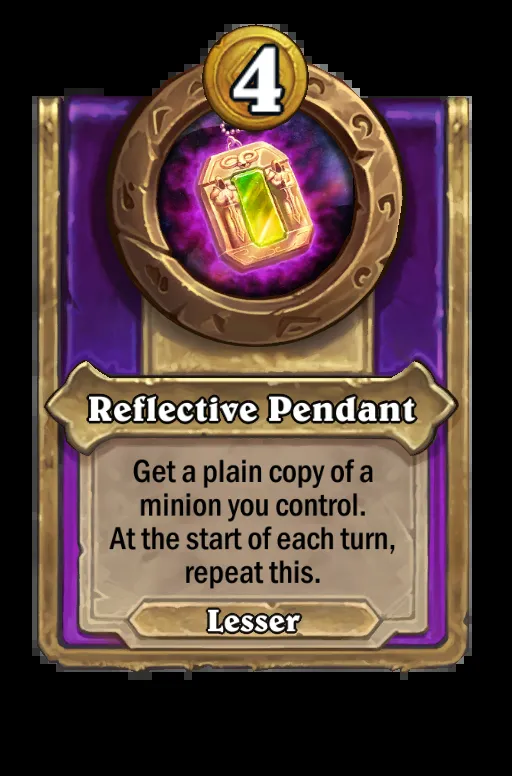 4
Reflective Pendant
Get a plain copy of a
minion you control.
At the start of each turn,
repeat this.
Lesser